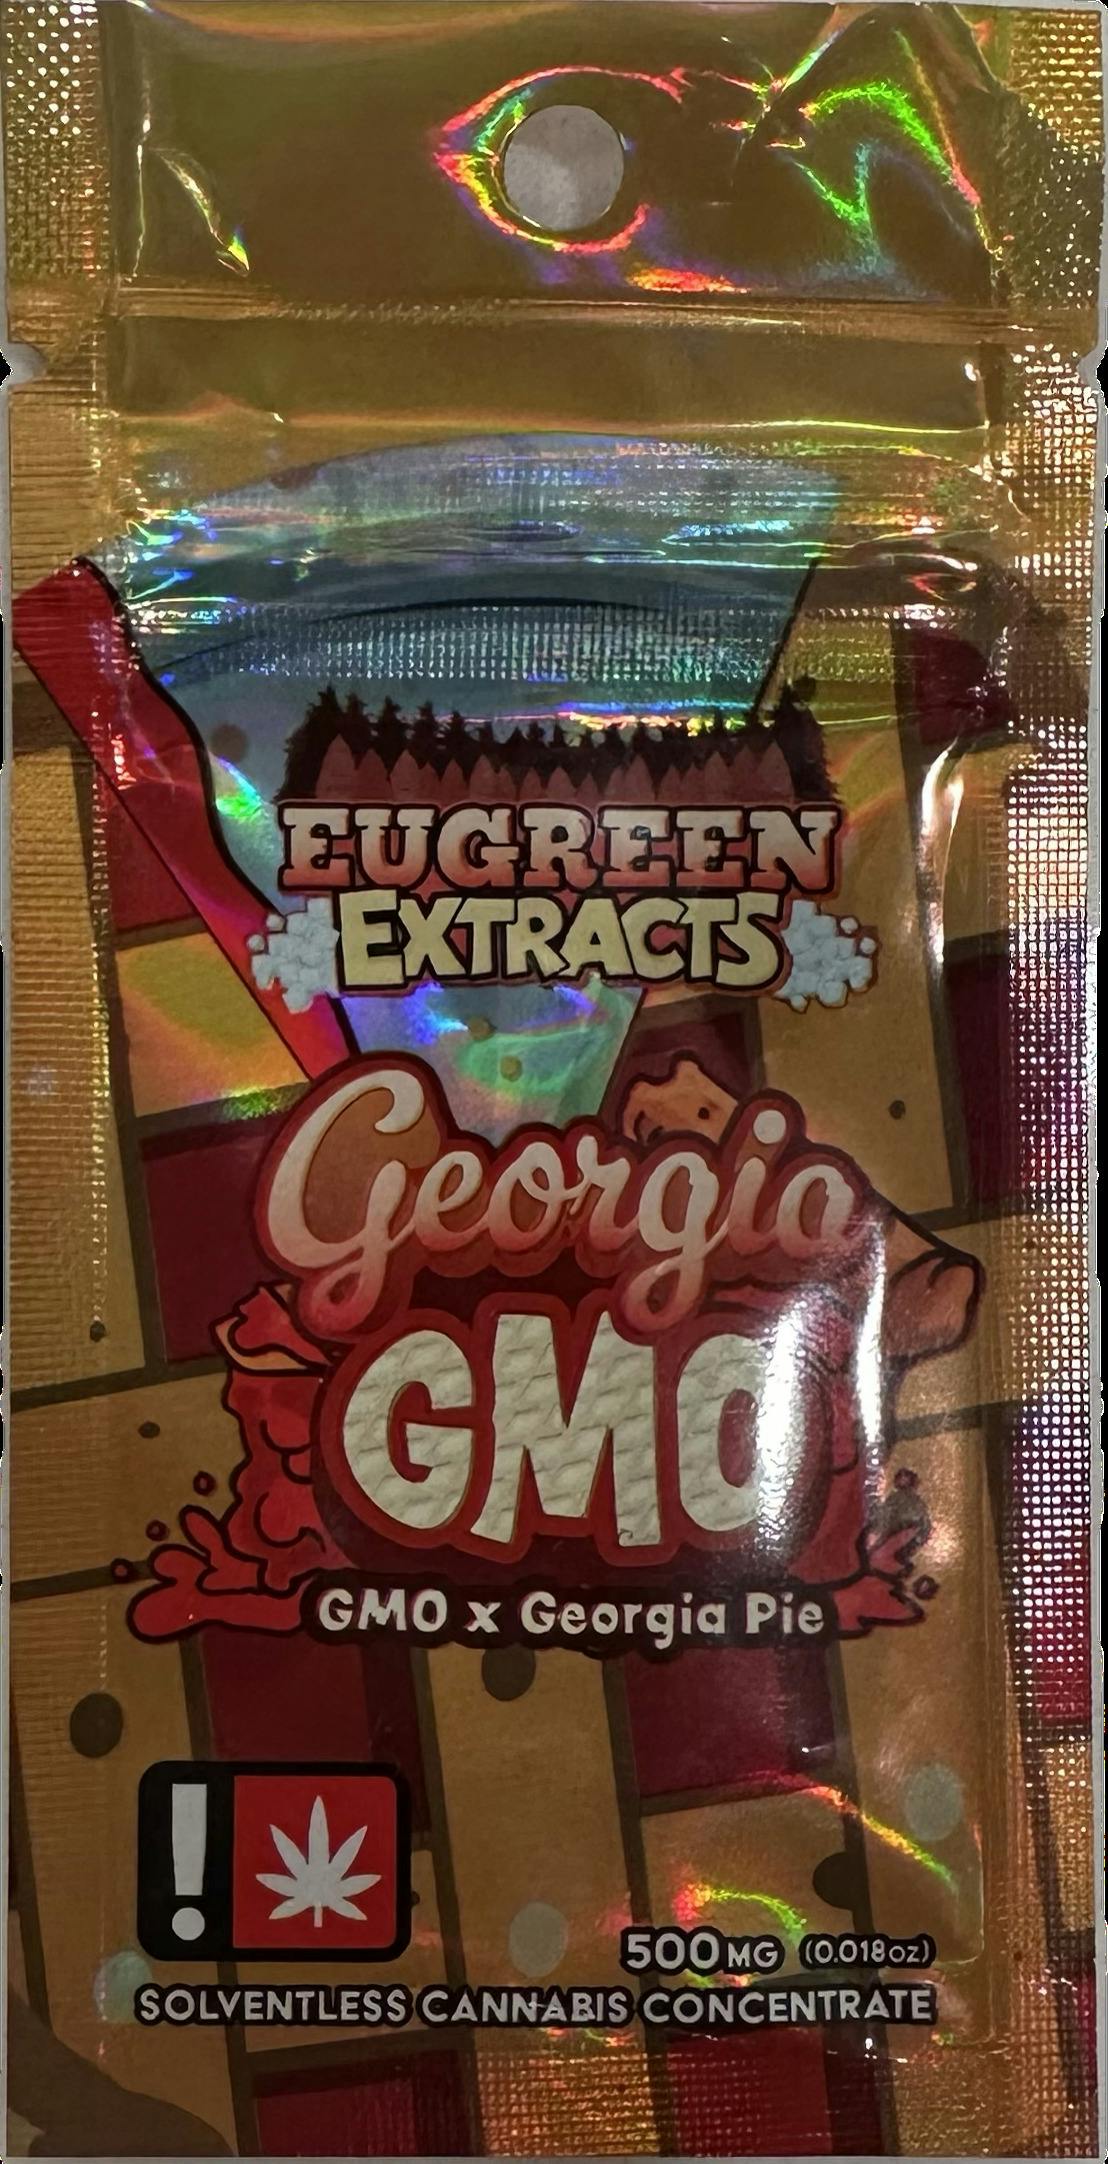 EUGREEN
EXTRACTS
Georgia
GMO
GMO x Georgia Pie
!
500MG (0.018oz)
SOLVENTLESS CANNABIS CONCENTRATE